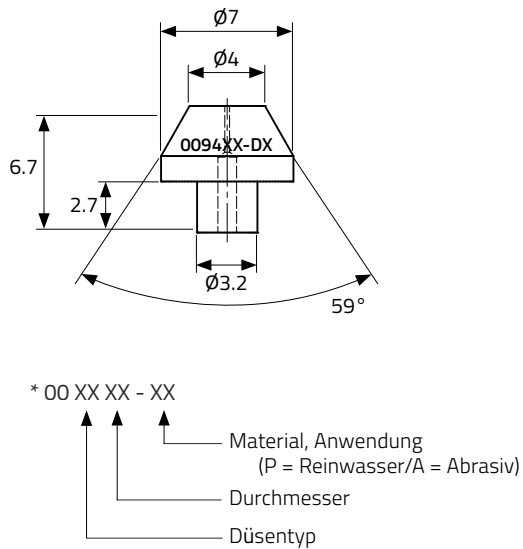 Ø7
Ø4
0094XX-DX
6.7
2.7
Ø3.2
59°
* 00 XX XX - XX
Material, Anwendung
(P = Reinwasser/A = Abrasiv)
Durchmesser
Düsentyp